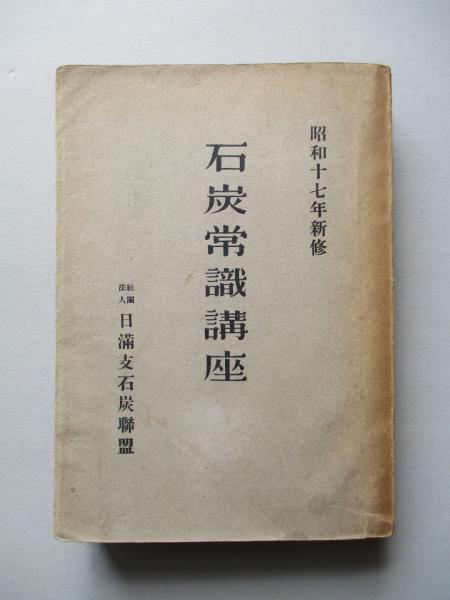 昭和十七年新修
石炭常識講座
社團
法人
日滿支石炭聯盟